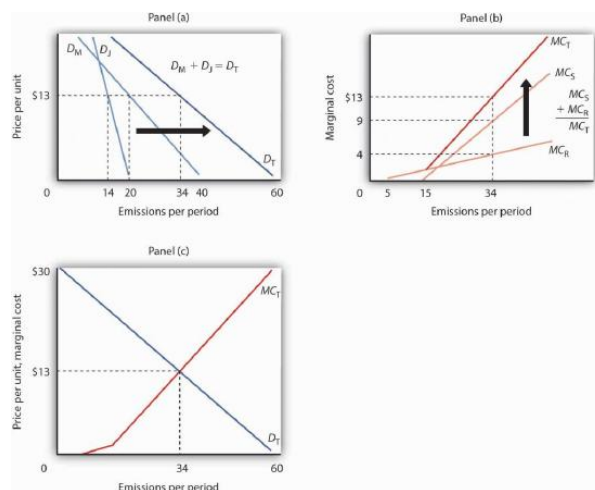 Panel (a)
Price per unit
D_M
D_J
D_M + D_J = D_T
$13
D_T
0
14
20
34
40
60
Emissions per period
Panel (b)
Marginal cost
MC_T
MC_S
MC_S
+ MC_R
MC_T
$13
9
4
MC_R
0
5
15
34
Emissions per period
Panel (c)
Price per unit, marginal cost
$30
MC_T
$13
D_T
0
34
60
Emissions per period